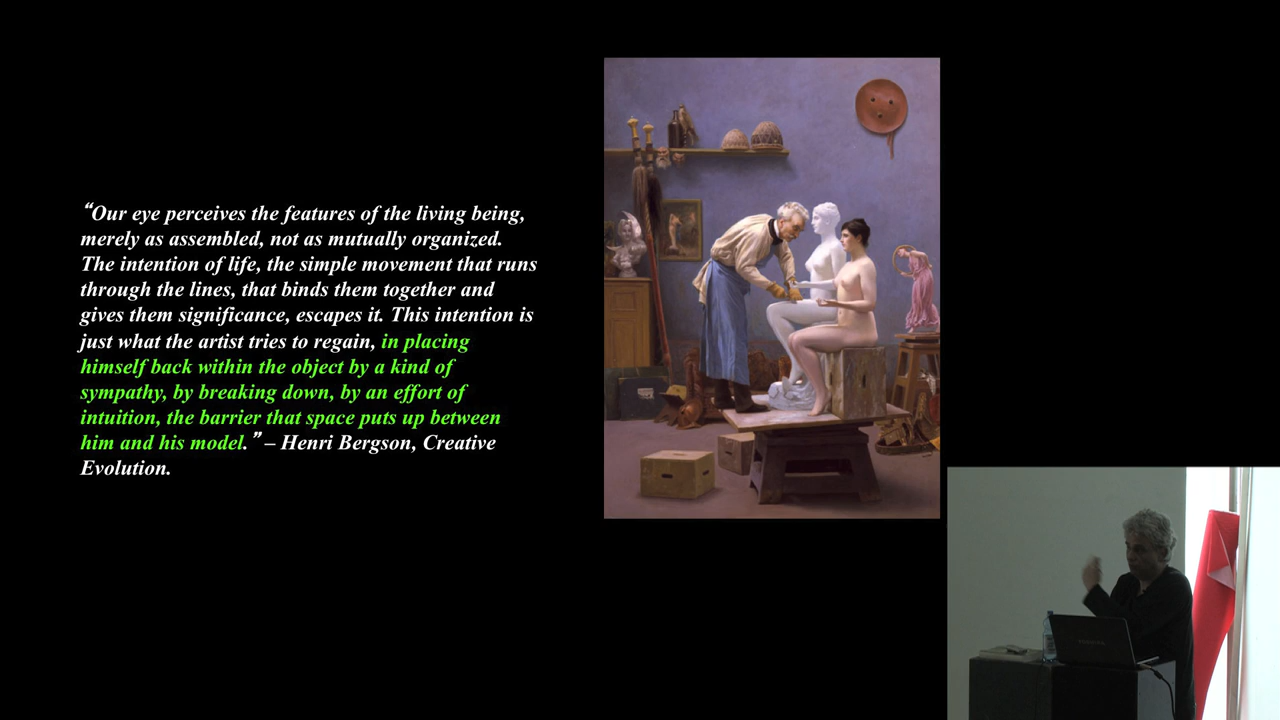 “Our eye perceives the features of the living being,
merely as assembled, not as mutually organized.
The intention of life, the simple movement that runs
through the lines, that binds them together and
gives them significance, escapes it. This intention is
just what the artist tries to regain, in placing
himself back within the object by a kind of
sympathy, by breaking down, by an effort of
intuition, the barrier that space puts up between
him and his model.” – Henri Bergson, Creative
Evolution.